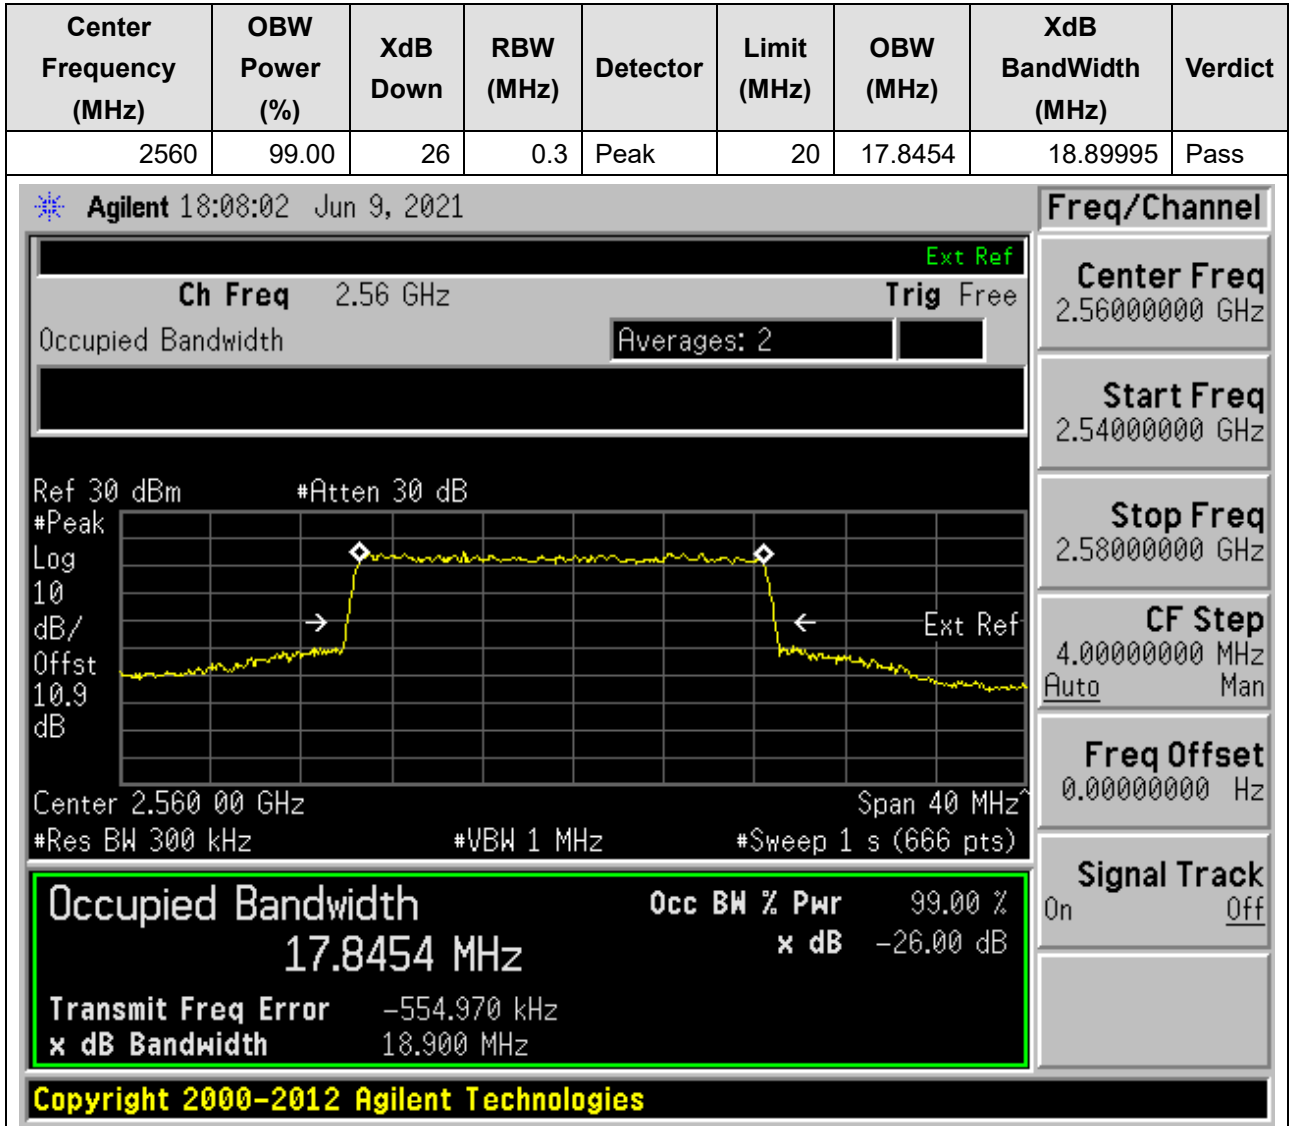 Center Frequency (MHz) OBW Power (%) XdB Down RBW (MHz) Detector Limit (MHz) OBW (MHz) XdB BandWidth (MHz) Verdict
2560 99.00 26 0.3 Peak 20 17.8454 18.89995 Pass
Agilent 18:08:02 Jun 9, 2021
Ext Ref
Ch Freq 2.56 GHz Trig Free
Occupied Bandwidth Averages: 2
Ref 30 dBm #Atten 30 dB
#Peak
Log
10
dB/
Offst
10.9
dB
Ext Ref
Center 2.560 00 GHz Span 40 MHz^
#Res BW 300 kHz #VBW 1 MHz #Sweep 1 s (666 pts)
Occupied Bandwidth Occ BW % Pwr 99.00 %
17.8454 MHz x dB -26.00 dB
Transmit Freq Error -554.970 kHz
x dB Bandwidth 18.900 MHz
Copyright 2000-2012 Agilent Technologies
Freq/Channel
Center Freq
2.56000000 GHz
Start Freq
2.54000000 GHz
Stop Freq
2.58000000 GHz
CF Step
4.00000000 MHz
Auto Man
Freq Offset
0.00000000 Hz
Signal Track
On Off